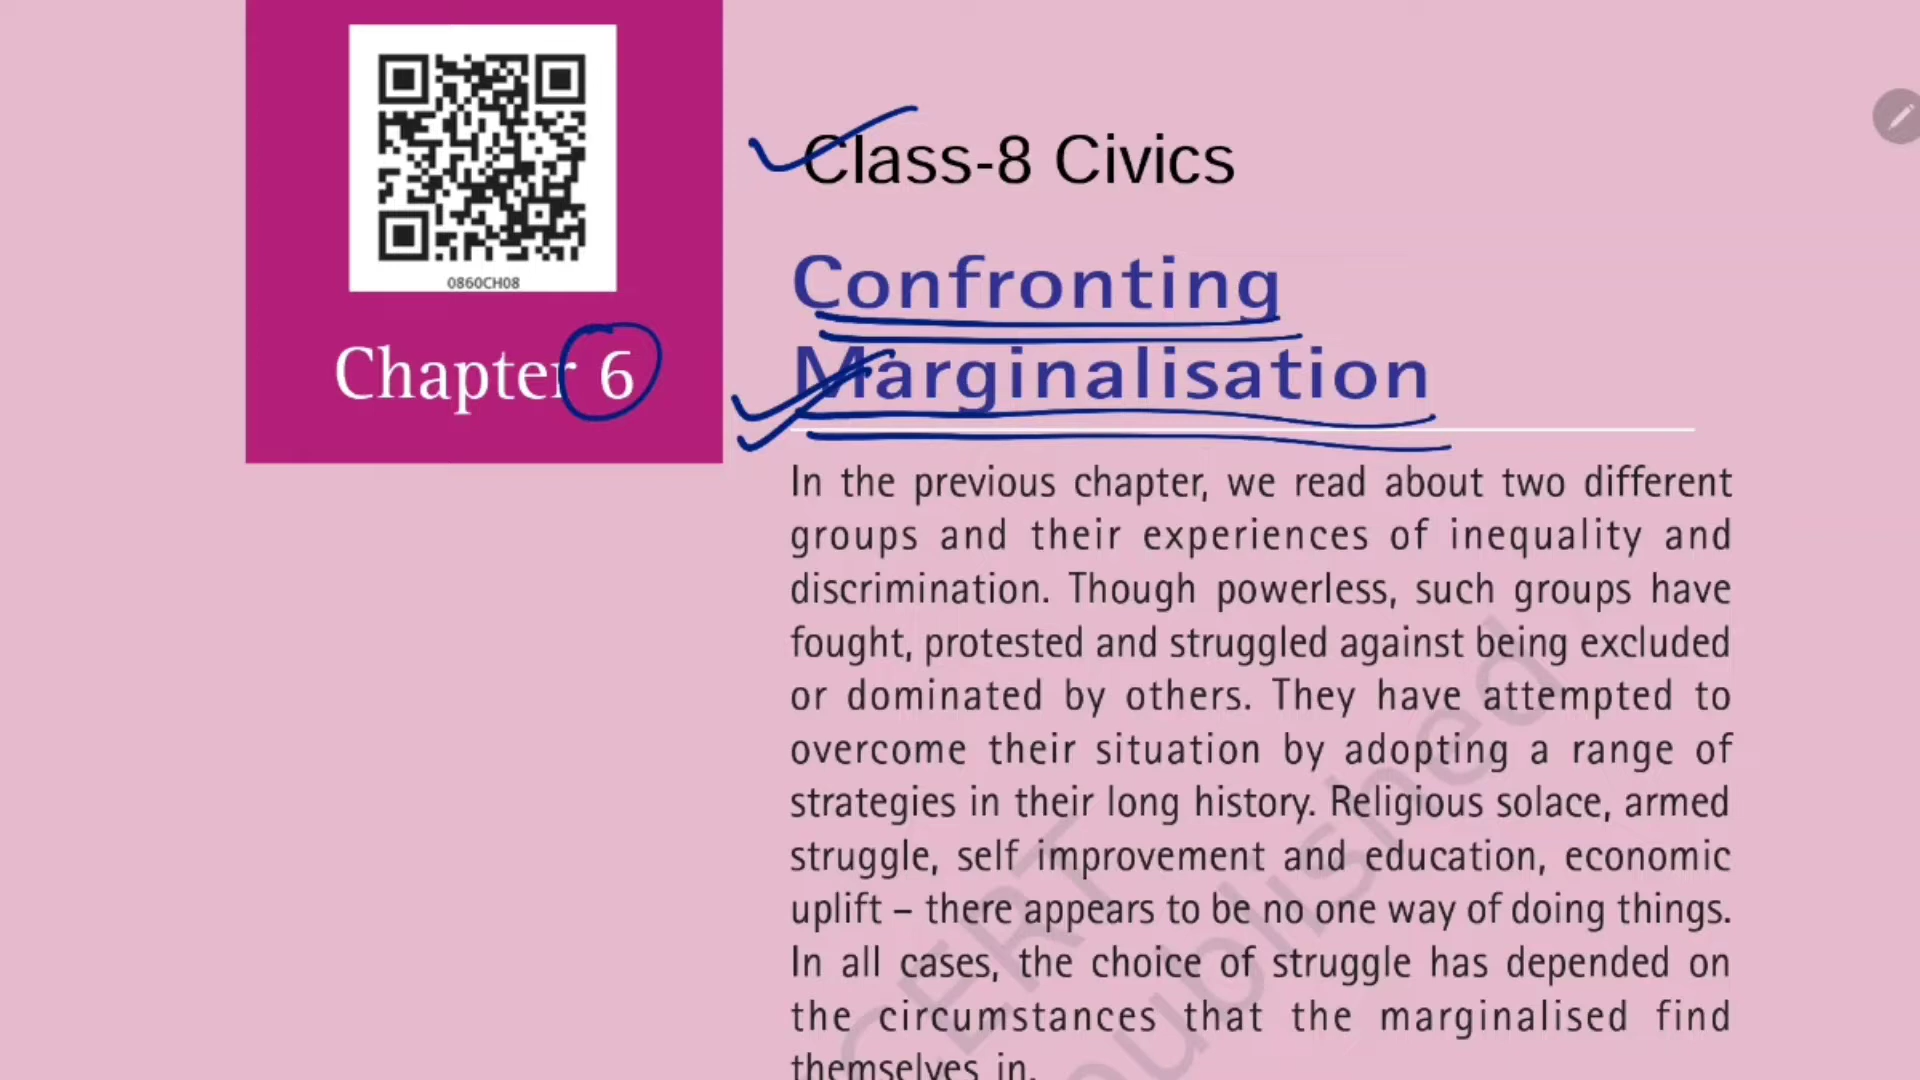 0860CH08
Chapter 6
Class-8 Civics
Confronting
Marginalisation
In the previous chapter, we read about two different
groups and their experiences of inequality and
discrimination. Though powerless, such groups have
fought, protested and struggled against being excluded
or dominated by others. They have attempted to
overcome their situation by adopting a range of
strategies in their long history. Religious solace, armed
struggle, self improvement and education, economic
uplift – there appears to be no one way of doing things.
In all cases, the choice of struggle has depended on
the circumstances that the marginalised find
themselves in.
CERT
published